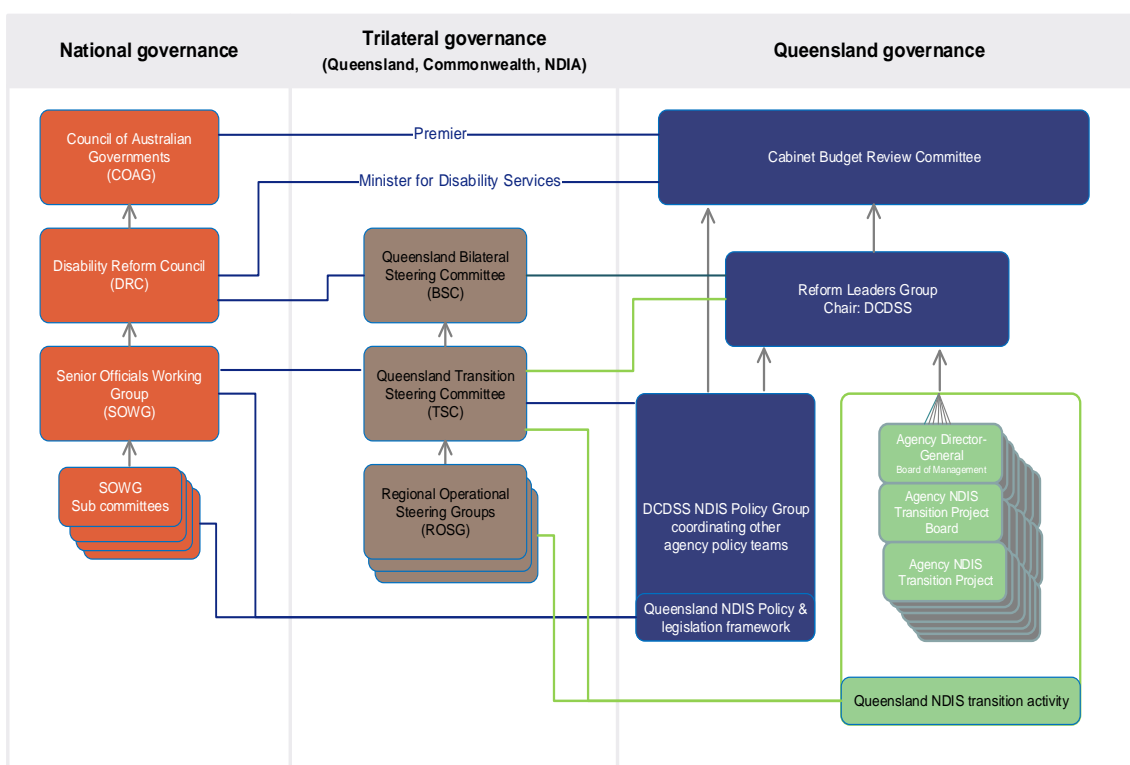 National governance
Trilateral governance
(Queensland, Commonwealth, NDIA)
Queensland governance
Council of Australian
Governments
(COAG)
Premier
Cabinet Budget Review Committee
Minister for Disability Services
Disability Reform Council
(DRC)
Queensland Bilateral
Steering Committee
(BSC)
Reform Leaders Group
Chair: DCDSS
Senior Officials Working
Group
(SOWG)
Queensland Transition
Steering Committee
(TSC)
SOWG
Sub committees
Regional Operational
Steering Groups
(ROSG)
DCDSS NDIS Policy Group
coordinating other
agency policy teams
Queensland NDIS Policy &
legislation framework
Agency Director-
General
Board of Management
Agency NDIS
Transition Project
Board
Agency NDIS
Transition Project
Queensland NDIS transition activity